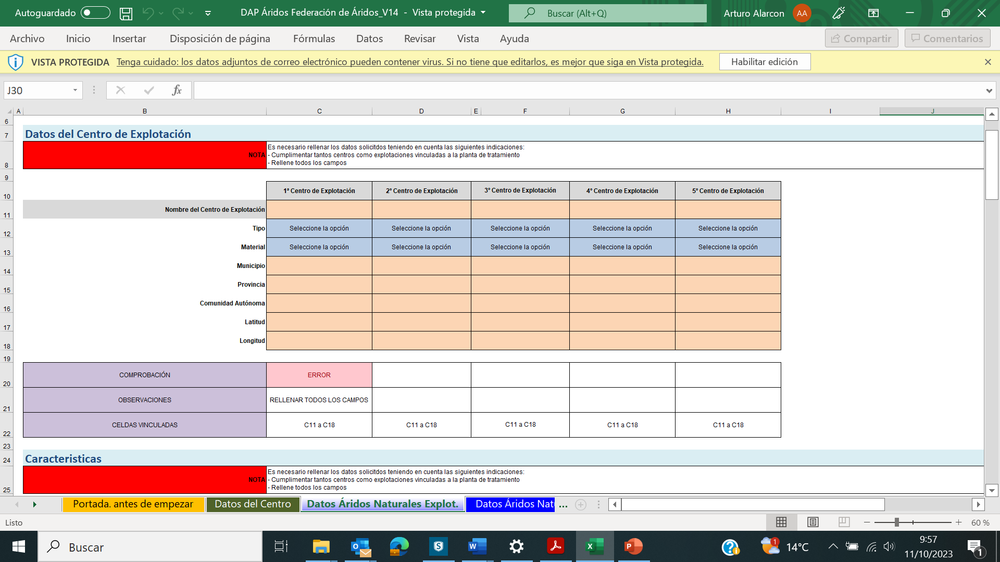 Autoguardado
DAP Áridos Federación de Áridos_V14 - Vista protegida
Buscar (Alt+Q)
Arturo Alarcon
AA
Archivo Inicio Insertar Disposición de página Fórmulas Datos Revisar Vista Ayuda
Compartir Comentarios
VISTA PROTEGIDA Tenga cuidado: los datos adjuntos de correo electrónico pueden contener virus. Si no tiene que editarlos, es mejor que siga en Vista protegida. Habilitar edición
J30 fx
A B C D E F G H I J
6
7 Datos del Centro de Explotación
8 NOTA
Es necesario rellenar los datos solicitdos teniendo en cuenta las siguientes indicaciones:
- Cumplimentar tantos centros como explotaciones vinculadas a la planta de tratamiento
- Rellene todos los campos
9
10 1ª Centro de Explotación 2º Centro de Explotación 3º Centro de Explotación 4º Centro de Explotación 5º Centro de Explotación
11 Nombre del Centro de Explotación
12 Tipo Seleccione la opción Seleccione la opción Seleccione la opción Seleccione la opción Seleccione la opción
13 Material Seleccione la opción Seleccione la opción Seleccione la opción Seleccione la opción Seleccione la opción
14 Municipio
15 Provincia
16 Comunidad Autónoma
17 Latitud
18 Longitud
19
20 COMPROBACIÓN ERROR
21 OBSERVACIONES RELLENAR TODOS LOS CAMPOS
22 CELDAS VINCULADAS C11 a C18 C11 a C18 C11 a C18 C11 a C18 C11 a C18
23
24 Caracteristicas
25 NOTA
Es necesario rellenar los datos solicitdos teniendo en cuenta las siguientes indicaciones:
- Cumplimentar tantos centros como explotaciones vinculadas a la planta de tratamiento
- Rellene todos los campos
Portada. antes de empezar Datos del Centro Datos Áridos Naturales Explot. Datos Áridos Nat ...
Listo 60 %
Buscar
14°C
9:57
11/10/2023
1
1